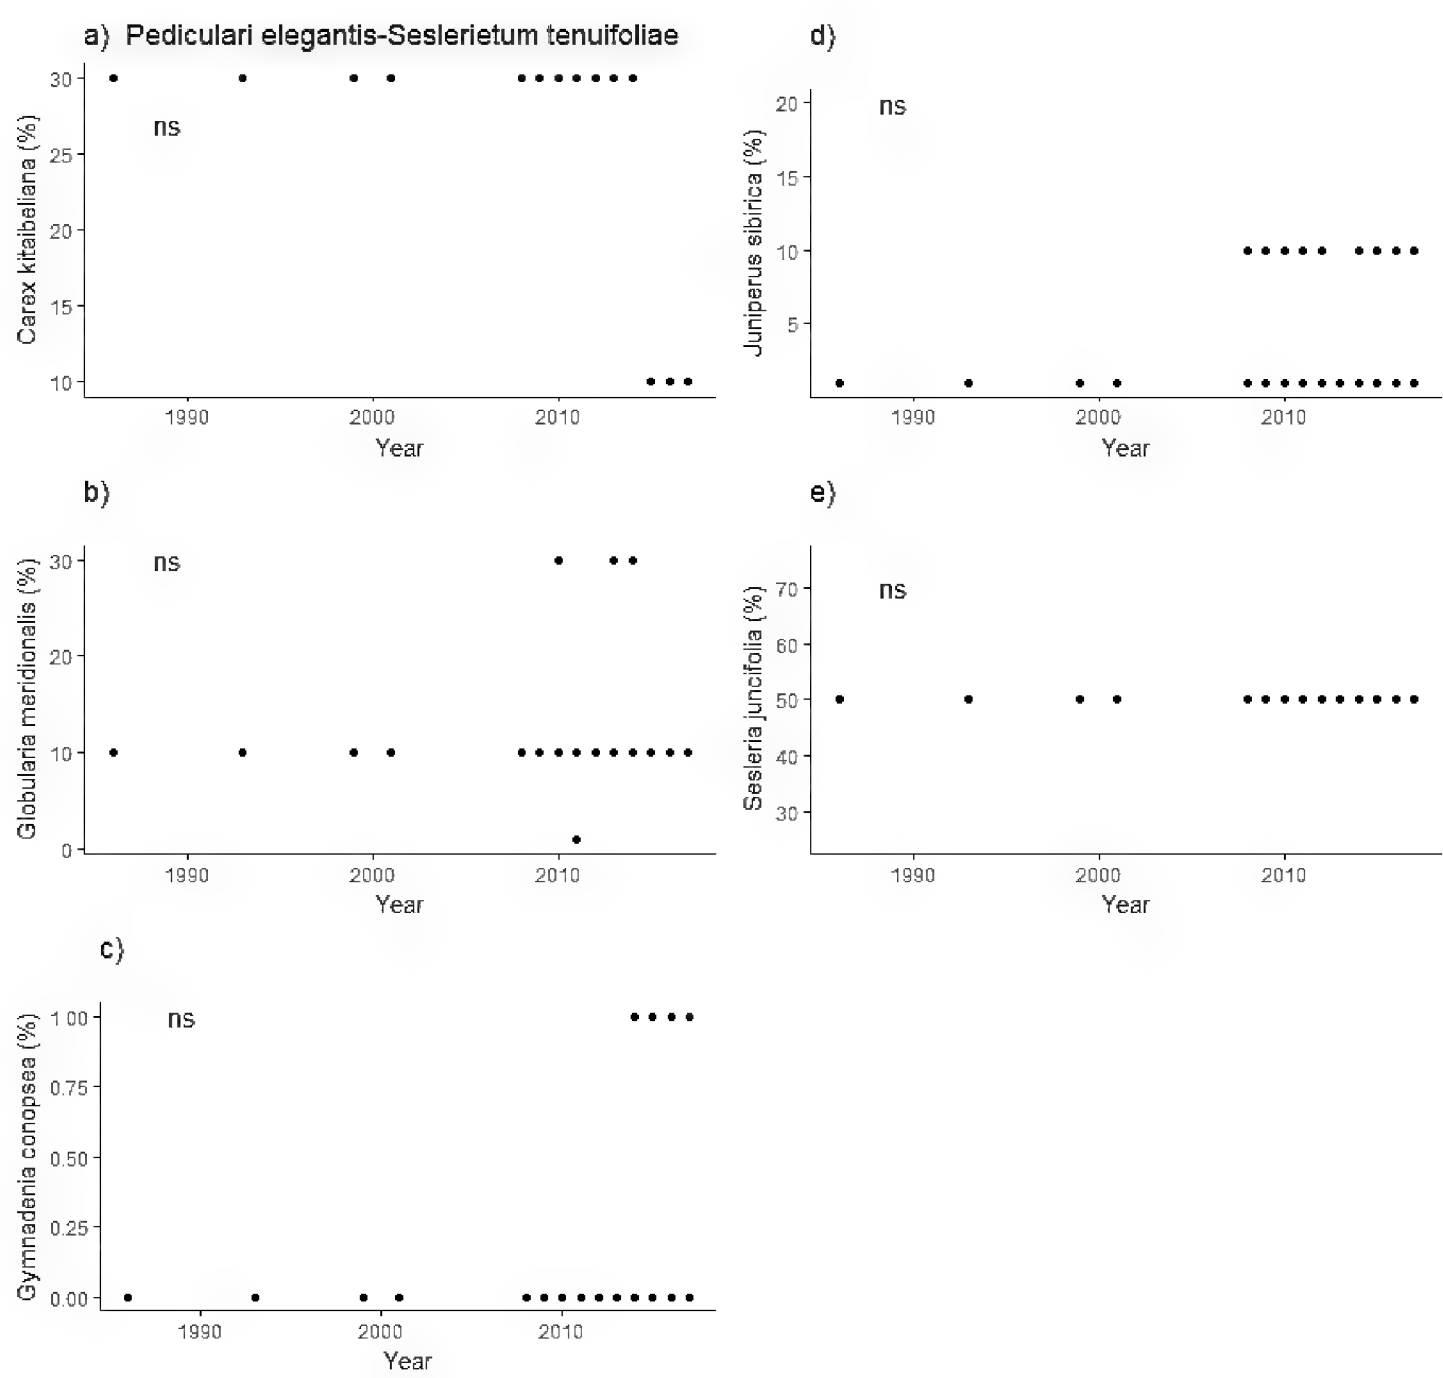 a) Pediculari elegantis-Seslerietum tenuifoliae
Carex kitaibeliana (%)
30
25
20
15
10
ns
1990 2000 2010
Year
d)
Juniperus sibirica (%)
20
15
10
5
ns
1990 2000 2010
Year
b)
Globularia meridionalis (%)
30
20
10
0
ns
1990 2000 2010
Year
e)
Sesleria juncifolia (%)
70
60
50
40
30
ns
1990 2000 2010
Year
c)
Gymnadenia conopsea (%)
1.00
0.75
0.50
0.25
0.00
ns
1990 2000 2010
Year